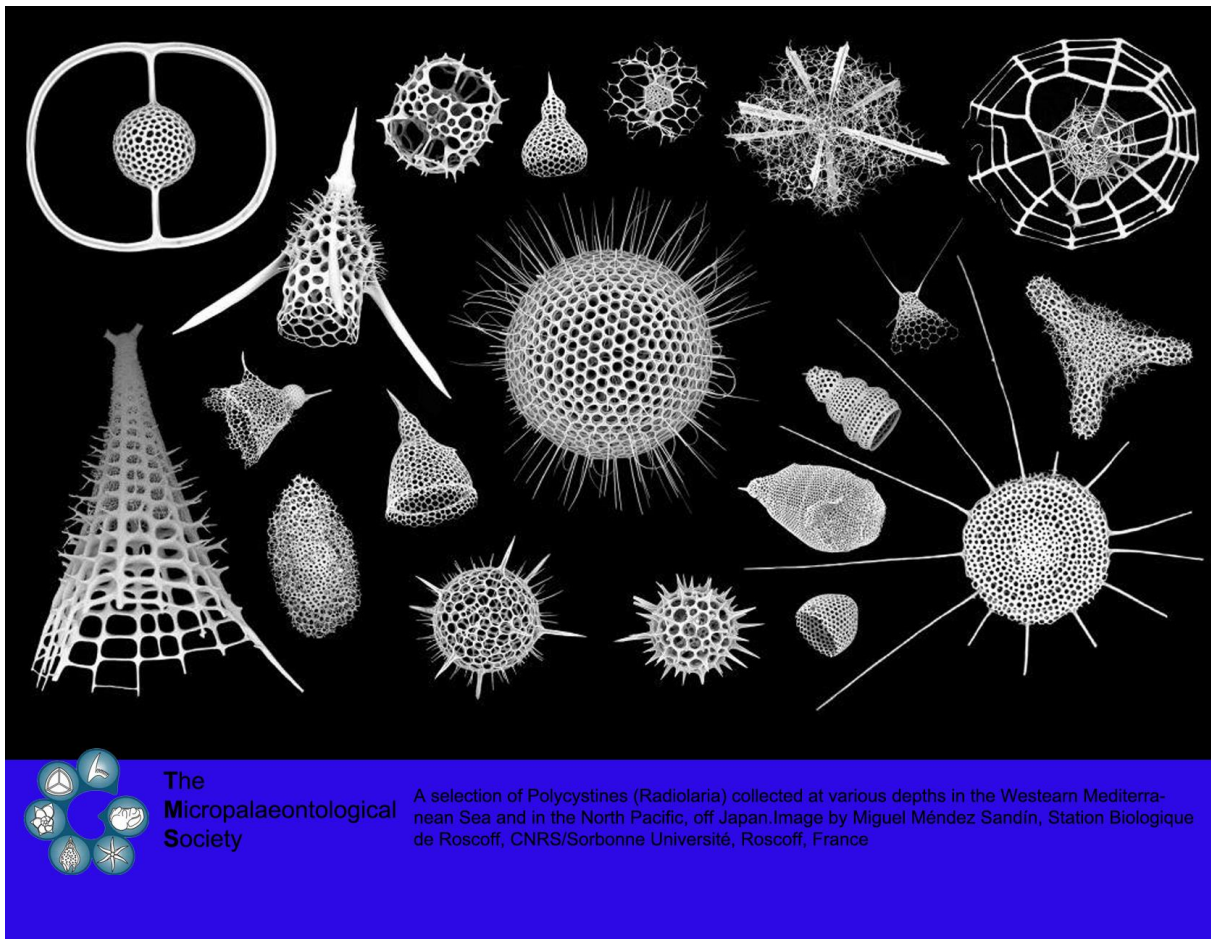 The
Micropalaeontological
Society
A selection of Polycystines (Radiolaria) collected at various depths in the Westearn Mediterra-
nean Sea and in the North Pacific, off Japan.Image by Miguel Méndez Sandín, Station Biologique
de Roscoff, CNRS/Sorbonne Université, Roscoff, France